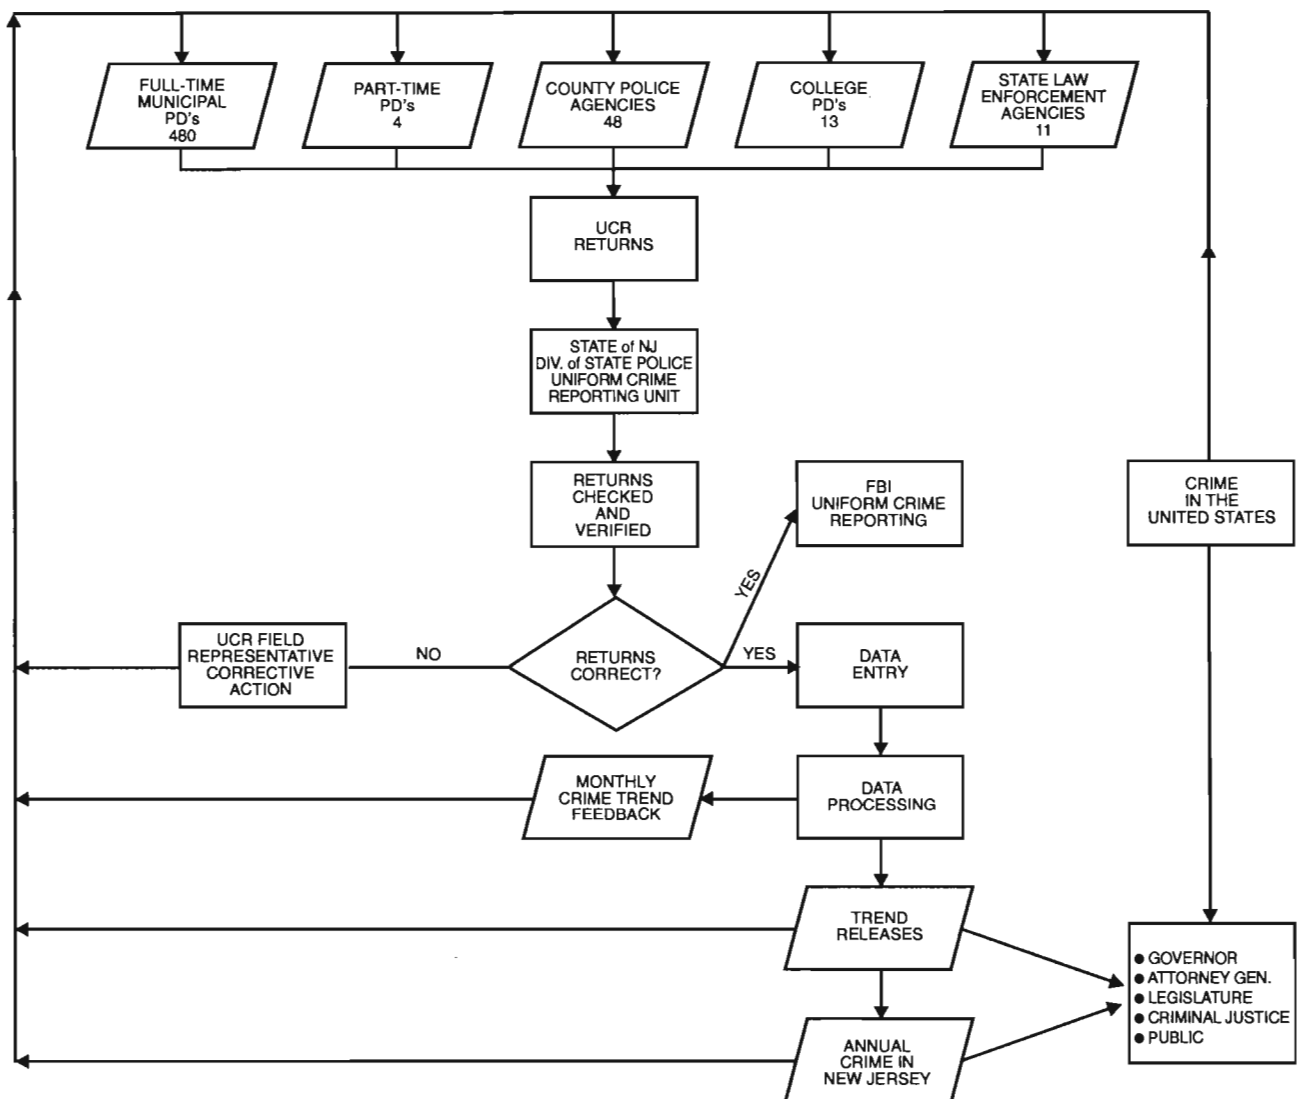 FULL-TIME
MUNICIPAL
PD's
480
PART-TIME
PD's
4
COUNTY POLICE
AGENCIES
48
COLLEGE
PD's
13
STATE LAW
ENFORCEMENT
AGENCIES
11
UCR
RETURNS
STATE of NJ
DIV. of STATE POLICE
UNIFORM CRIME
REPORTING UNIT
RETURNS
CHECKED
AND
VERIFIED
FBI
UNIFORM CRIME
REPORTING
CRIME
IN THE
UNITED STATES
YES
UCR FIELD
REPRESENTATIVE
CORRECTIVE
ACTION
NO
RETURNS
CORRECT?
YES
DATA
ENTRY
MONTHLY
CRIME TREND
FEEDBACK
DATA
PROCESSING
TREND
RELEASES
● GOVERNOR
● ATTORNEY GEN.
● LEGISLATURE
● CRIMINAL JUSTICE
● PUBLIC
ANNUAL
CRIME IN
NEW JERSEY